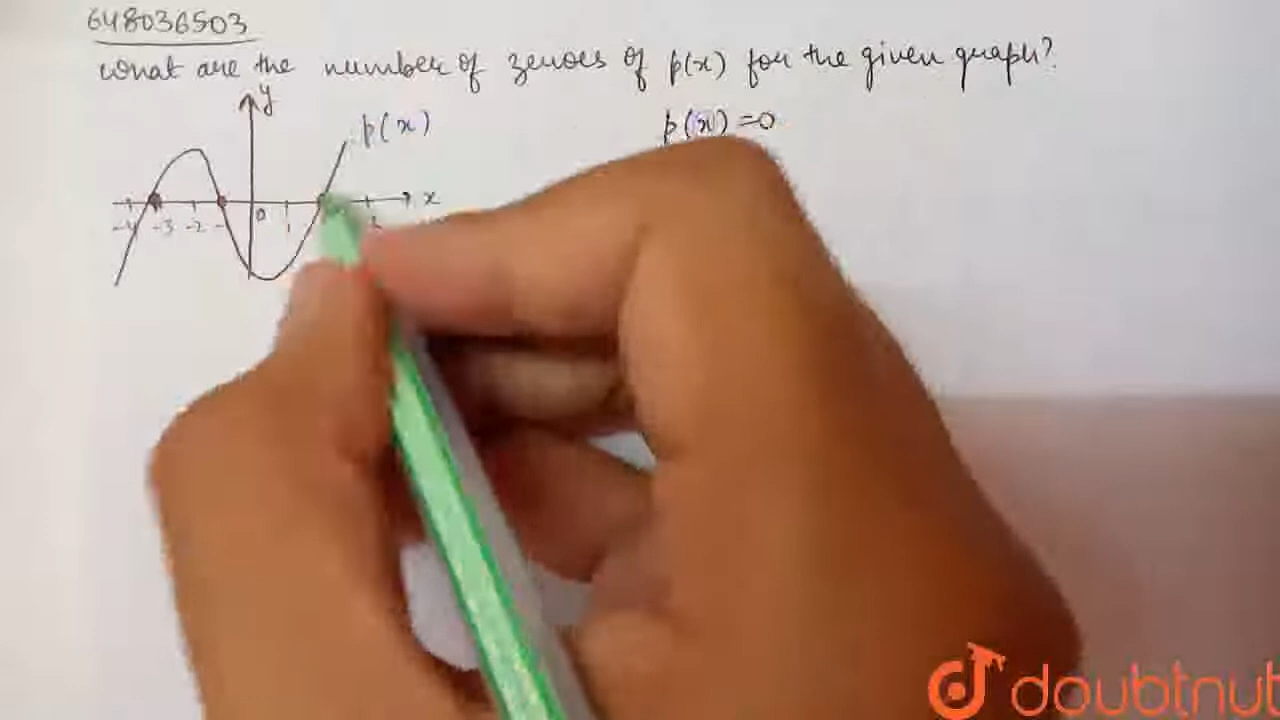 648036503
What are the number of zeroes of p(x) for the given graph?
y
p(x)
p(x) =0
x
-4 -3 -2 - 0 1
doubtnut